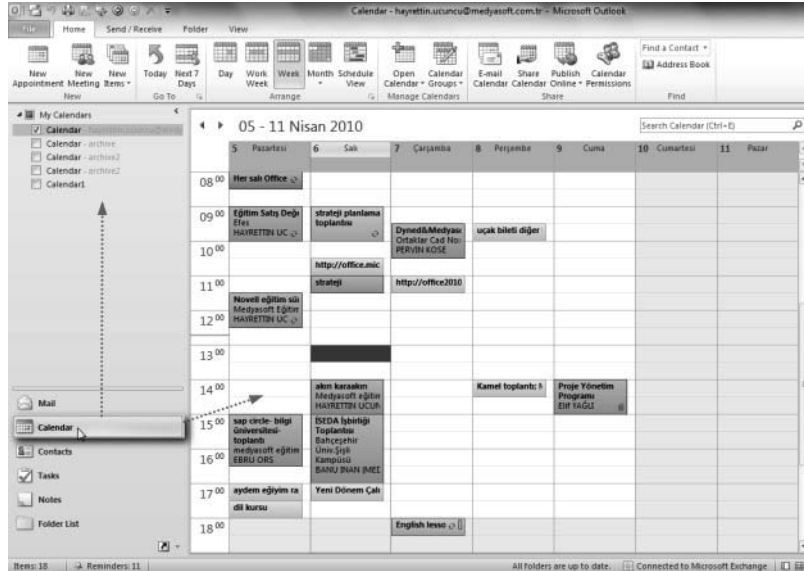 Calendar - hayrettin.ucuncu@medyasoft.com.tr - Microsoft Outlook
File Home Send / Receive Folder View
New Appointment
New Meeting
New Items
Today
Next 7 Days
Day
Work Week
Week
Month
Schedule View
Open Calendar
Calendar Groups
E-mail Calendar
Share Calendar
Publish Online
Calendar Permissions
Find a Contact
Address Book
New Go To Arrange Manage Calendars Share Find
My Calendars
Calendar
Calendar - archive
Calendar - archive2
Calendar - archive2
Calendar1
05 - 11 Nisan 2010
Search Calendar (Ctrl+E)
5 Pazartesi 6 Salı 7 Çarşamba 8 Perşembe 9 Cuma 10 Cumartesi 11 Pazar
08 00
Her salı Office
09 00
Eğitim Satış Deği
Efes
HAYRETTIN UC
strateji planlama
toplantısı
Dyned&Medyası
Ortaklar Cad No:
PERVIN KOSE
uçak bileti diğer
10 00
http://office.mic
11 00
strateji
http://office2010
Novell eğitim sü
Medyasoft Eğitim
HAYRETTIN UC
12 00
13 00
14 00
akın karaakın
Medyasoft eğitim
HAYRETTIN UCUN
Kamel toplantı; M
Proje Yönetim
Programı
Elif YAĞLI
15 00
sap circle- bilgi
üniversitesi-
toplantı
medyasoft eğitim
EBRU ORS
İSEDA İşbirliği
Toplantısı
Bahçeşehir
Üniv.Şişli
Kampüsü
BANU INAN (MEI
16 00
17 00
aydem eğiyim ra
Yeni Dönem Çalı
dil kursu
18 00
English lesso
Mail
Calendar
Contacts
Tasks
Notes
Folder List
Items: 18 Reminders: 11 All folders are up to date. Connected to Microsoft Exchange